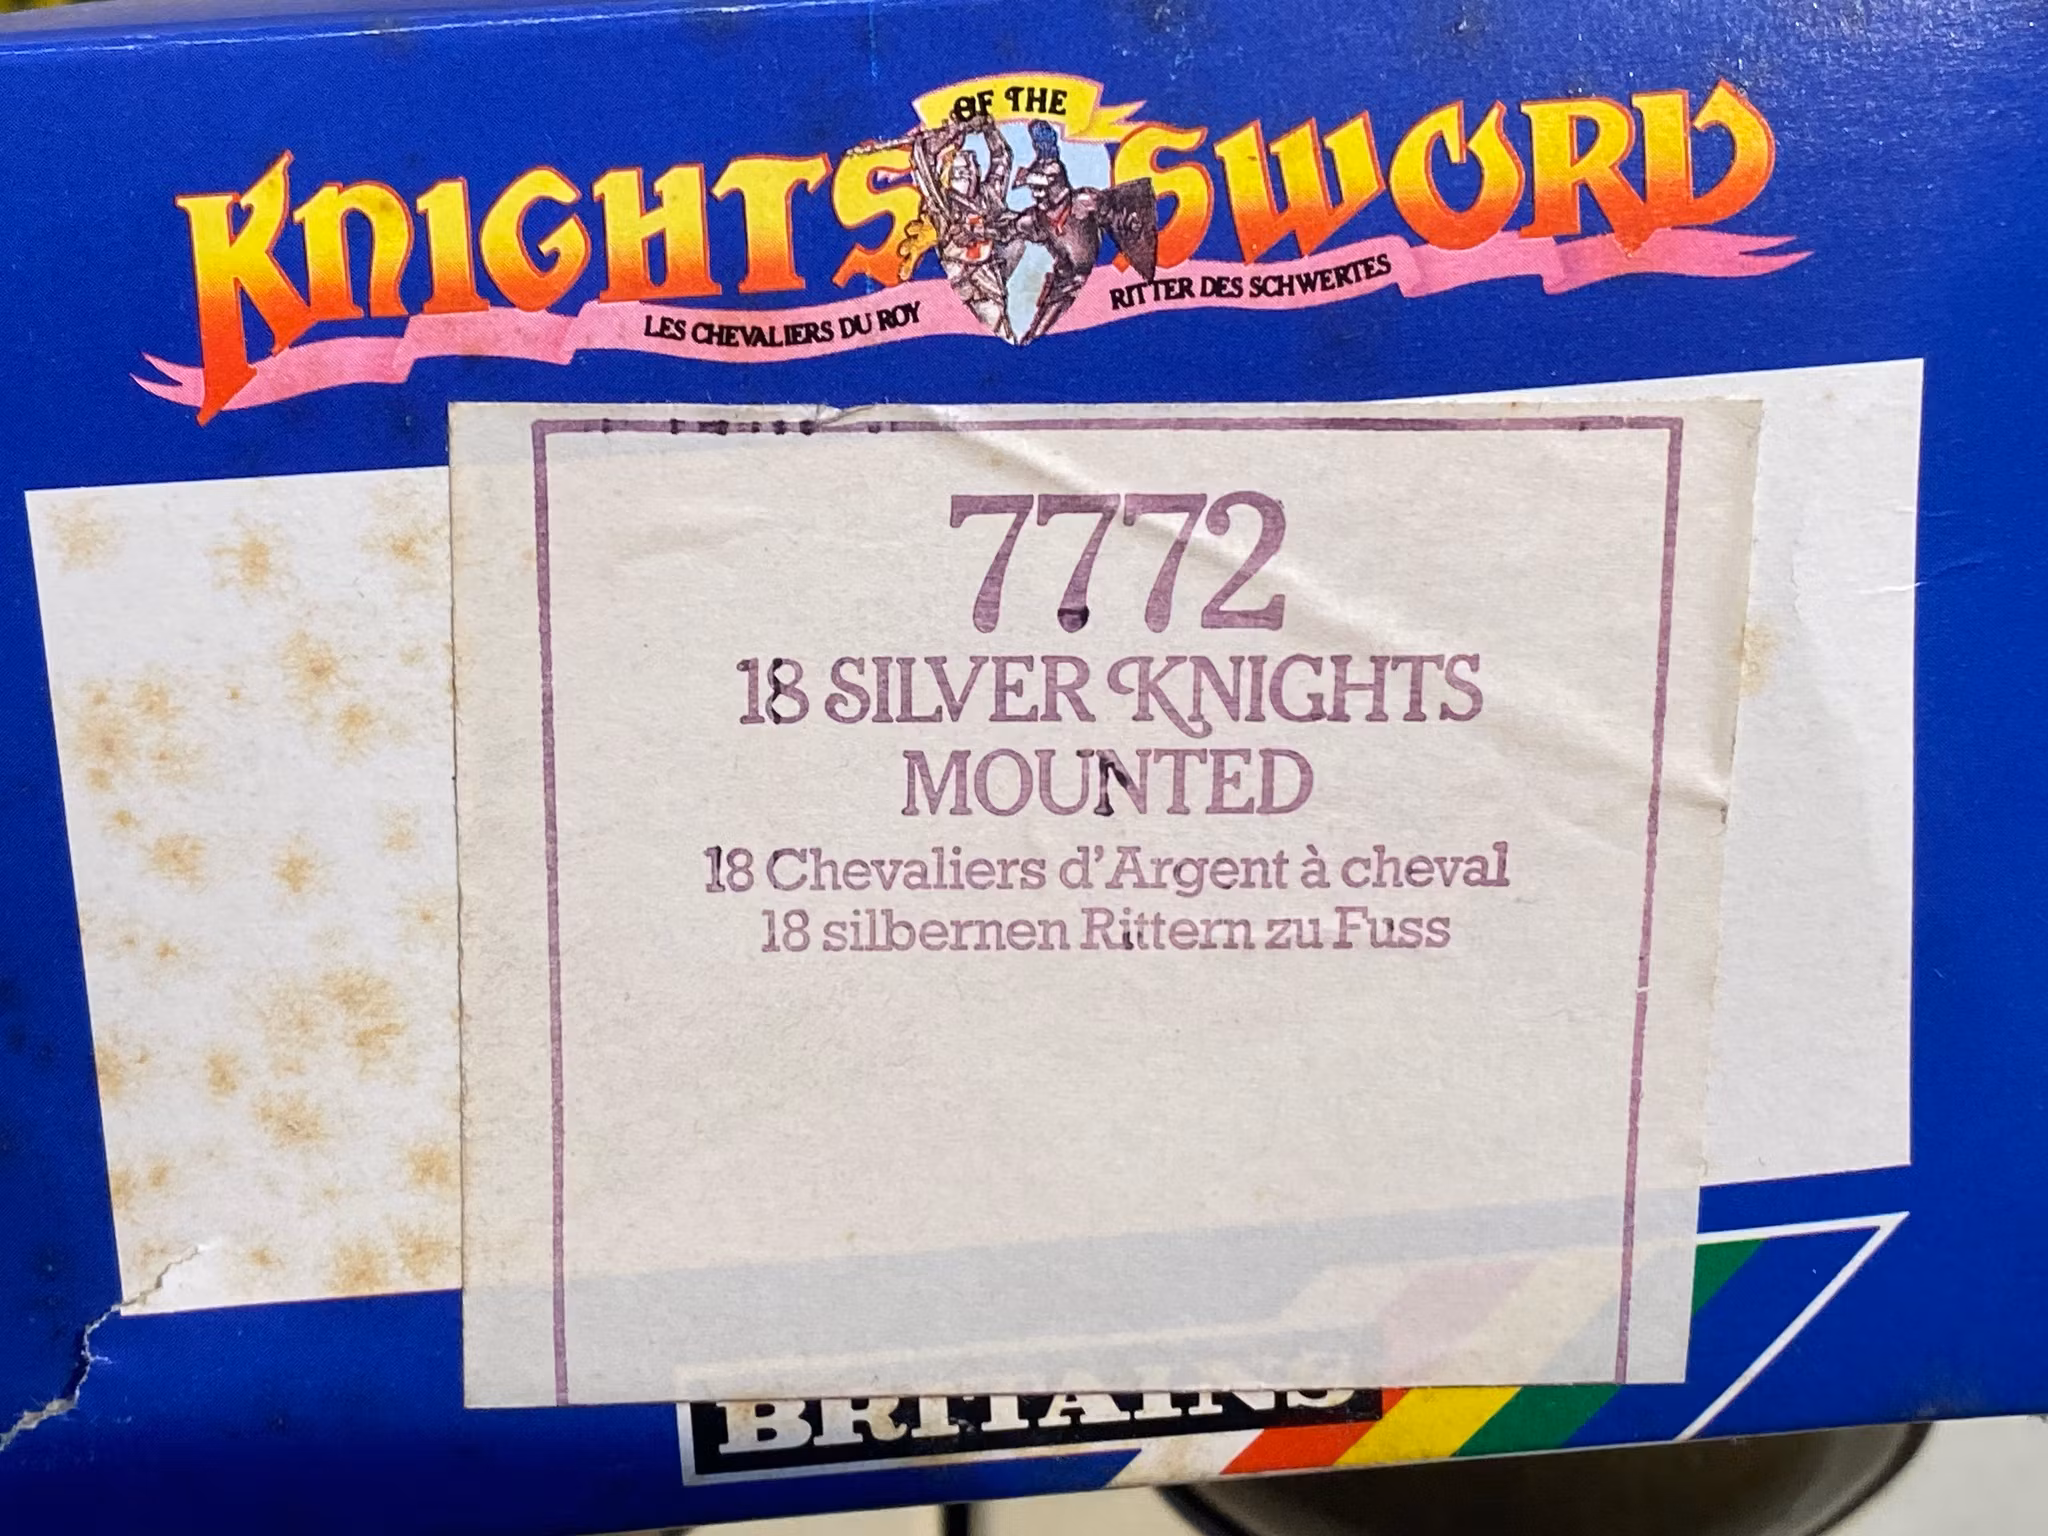 OF THE
KNIGHTS SWORD
LES CHEVALIERS DU ROY RITTER DES SCHWERTES
7772
18 SILVER KNIGHTS
MOUNTED
18 Chevaliers d'Argent à cheval
18 silbernen Rittern zu Fuss
BRITAINS